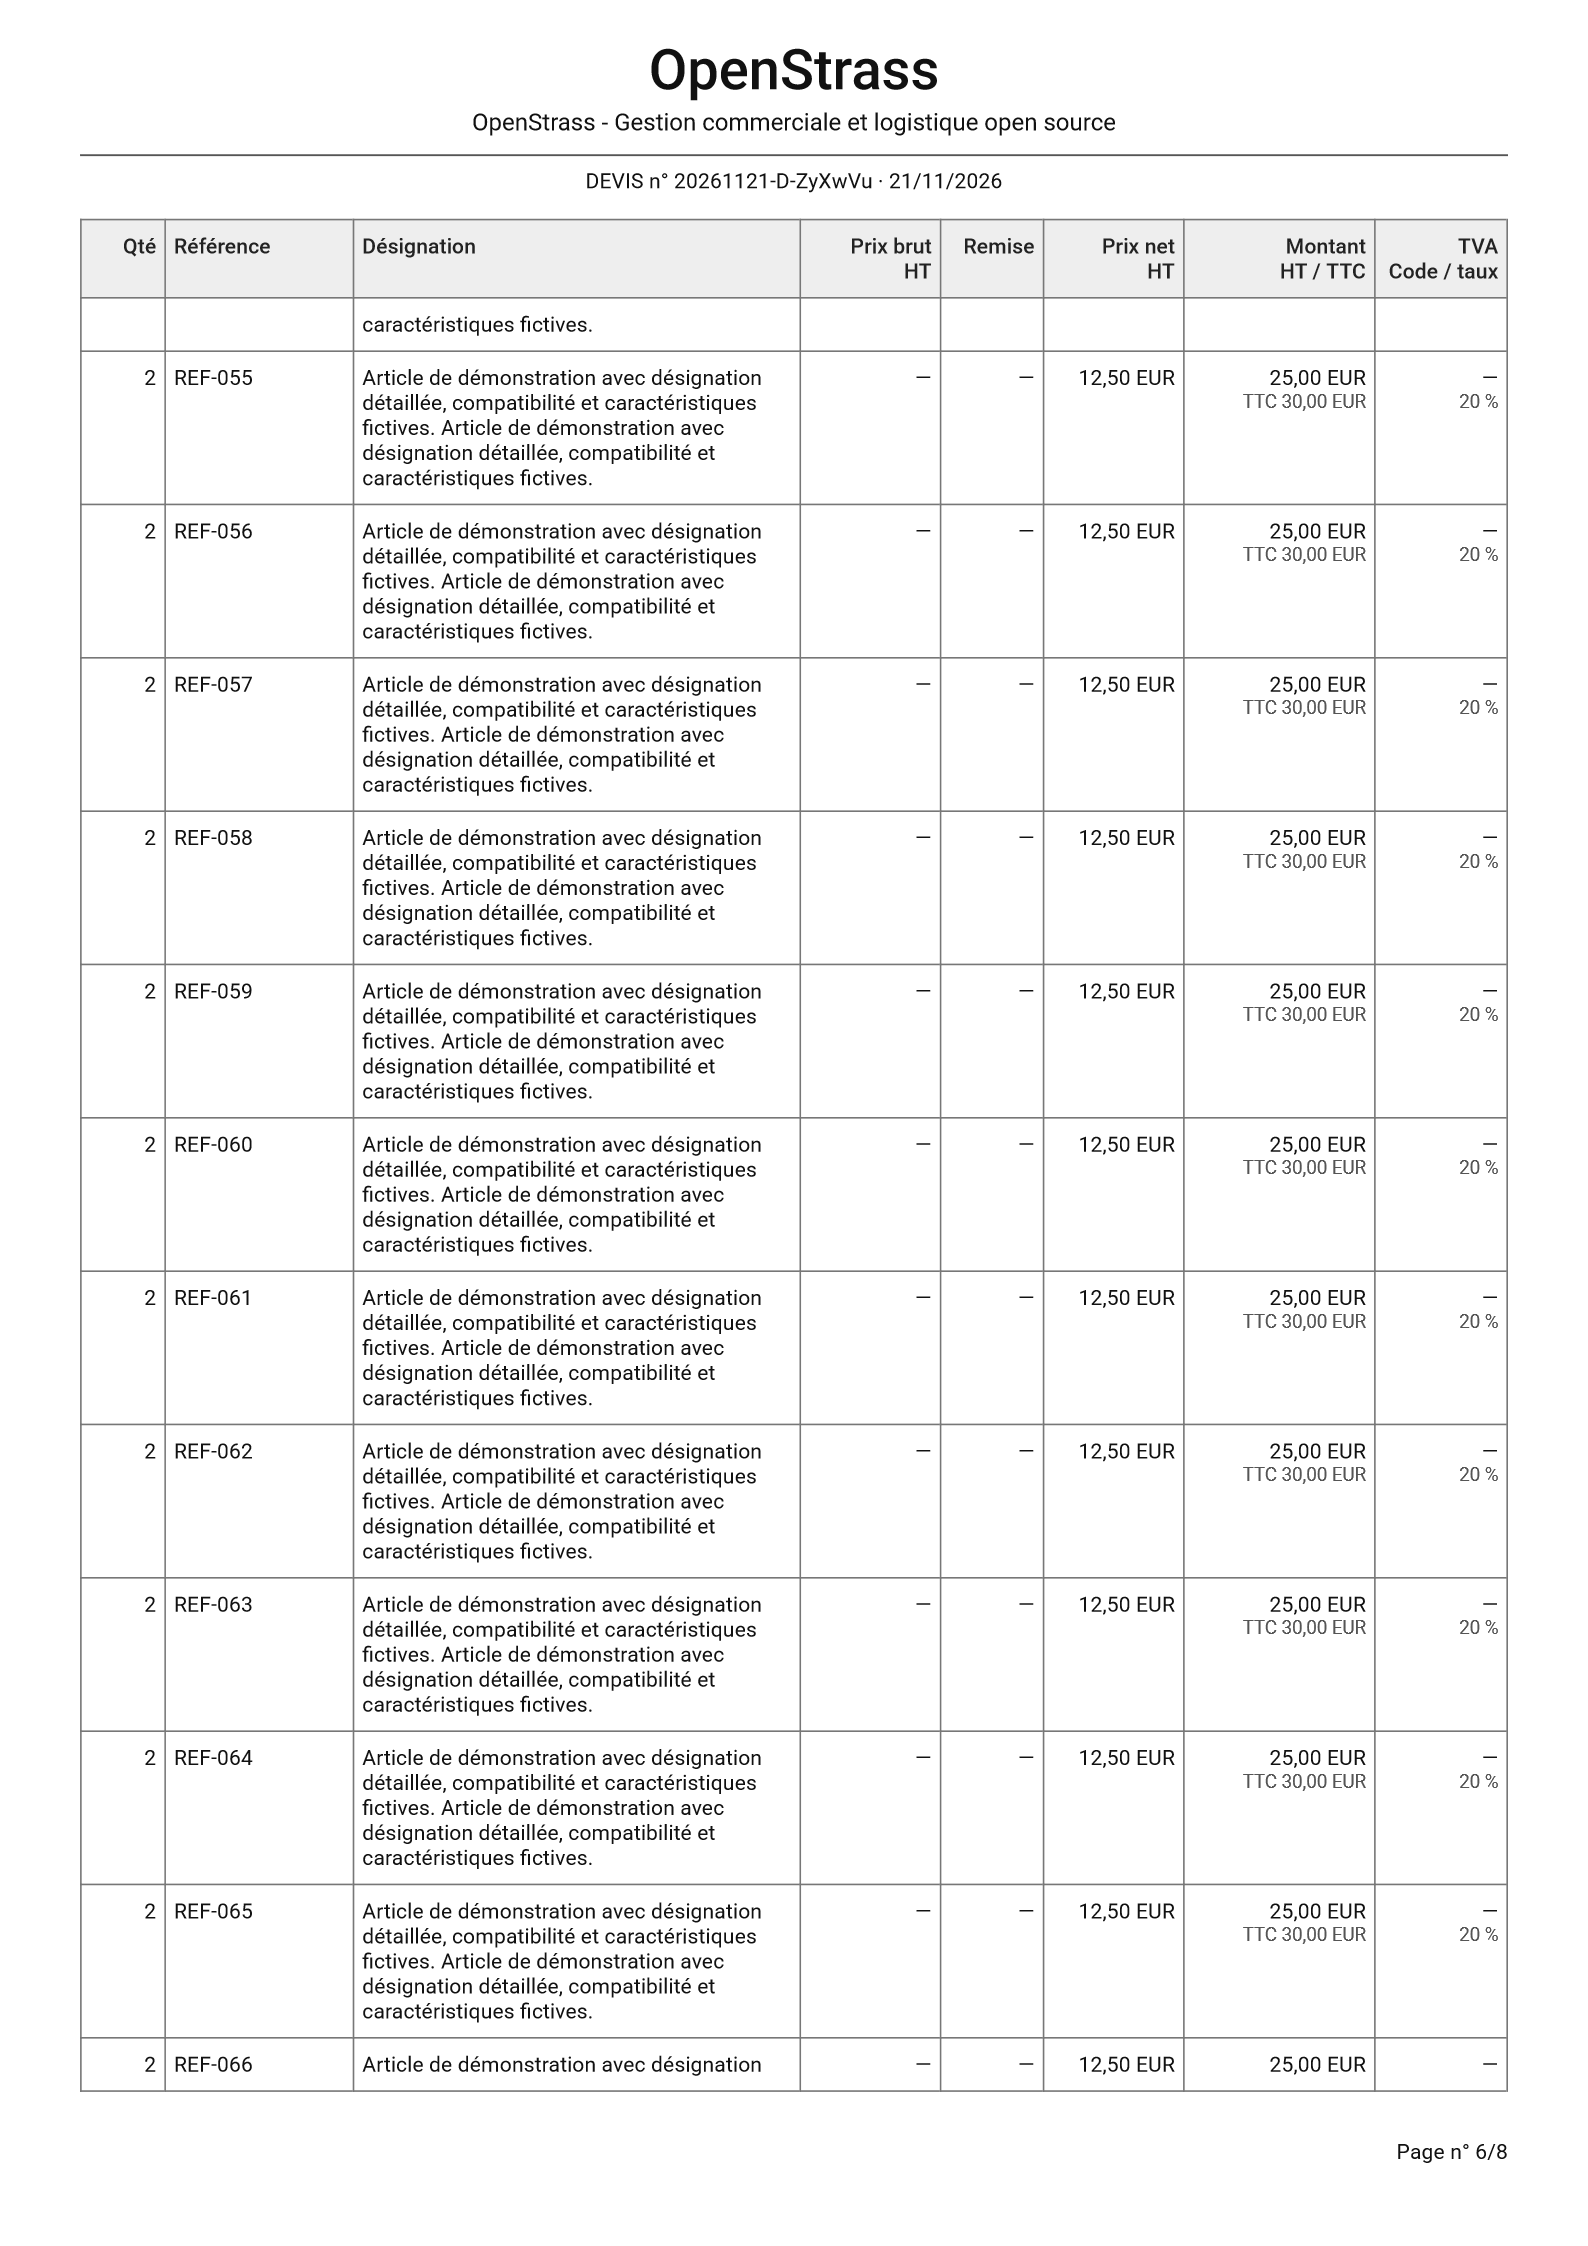 OpenStrass
OpenStrass - Gestion commerciale et logistique open source
DEVIS n° 20261121-D-ZyXwVu · 21/11/2026
Qté Référence Désignation Prix brut Remise Prix net Montant TVA
HT HT HT / TTC Code / taux
caractéristiques fictives.
2 REF-055 Article de démonstration avec désignation — — 12,50 EUR 25,00 EUR —
détaillée, compatibilité et caractéristiques TTC 30,00 EUR 20 %
fictives. Article de démonstration avec
désignation détaillée, compatibilité et
caractéristiques fictives.
2 REF-056 Article de démonstration avec désignation — — 12,50 EUR 25,00 EUR —
détaillée, compatibilité et caractéristiques TTC 30,00 EUR 20 %
fictives. Article de démonstration avec
désignation détaillée, compatibilité et
caractéristiques fictives.
2 REF-057 Article de démonstration avec désignation — — 12,50 EUR 25,00 EUR —
détaillée, compatibilité et caractéristiques TTC 30,00 EUR 20 %
fictives. Article de démonstration avec
désignation détaillée, compatibilité et
caractéristiques fictives.
2 REF-058 Article de démonstration avec désignation — — 12,50 EUR 25,00 EUR —
détaillée, compatibilité et caractéristiques TTC 30,00 EUR 20 %
fictives. Article de démonstration avec
désignation détaillée, compatibilité et
caractéristiques fictives.
2 REF-059 Article de démonstration avec désignation — — 12,50 EUR 25,00 EUR —
détaillée, compatibilité et caractéristiques TTC 30,00 EUR 20 %
fictives. Article de démonstration avec
désignation détaillée, compatibilité et
caractéristiques fictives.
2 REF-060 Article de démonstration avec désignation — — 12,50 EUR 25,00 EUR —
détaillée, compatibilité et caractéristiques TTC 30,00 EUR 20 %
fictives. Article de démonstration avec
désignation détaillée, compatibilité et
caractéristiques fictives.
2 REF-061 Article de démonstration avec désignation — — 12,50 EUR 25,00 EUR —
détaillée, compatibilité et caractéristiques TTC 30,00 EUR 20 %
fictives. Article de démonstration avec
désignation détaillée, compatibilité et
caractéristiques fictives.
2 REF-062 Article de démonstration avec désignation — — 12,50 EUR 25,00 EUR —
détaillée, compatibilité et caractéristiques TTC 30,00 EUR 20 %
fictives. Article de démonstration avec
désignation détaillée, compatibilité et
caractéristiques fictives.
2 REF-063 Article de démonstration avec désignation — — 12,50 EUR 25,00 EUR —
détaillée, compatibilité et caractéristiques TTC 30,00 EUR 20 %
fictives. Article de démonstration avec
désignation détaillée, compatibilité et
caractéristiques fictives.
2 REF-064 Article de démonstration avec désignation — — 12,50 EUR 25,00 EUR —
détaillée, compatibilité et caractéristiques TTC 30,00 EUR 20 %
fictives. Article de démonstration avec
désignation détaillée, compatibilité et
caractéristiques fictives.
2 REF-065 Article de démonstration avec désignation — — 12,50 EUR 25,00 EUR —
détaillée, compatibilité et caractéristiques TTC 30,00 EUR 20 %
fictives. Article de démonstration avec
désignation détaillée, compatibilité et
caractéristiques fictives.
2 REF-066 Article de démonstration avec désignation — — 12,50 EUR 25,00 EUR —
Page n° 6/8